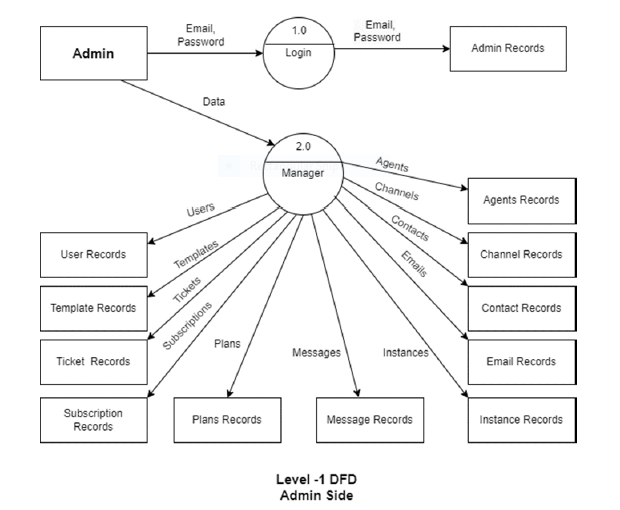 Email,
Password
1.0
Email,
Password
Admin
Login
Admin Records
Data
2.0
Manager
Agents
Channels
Contacts
Emails
Users
Templates
Tickets
Subscriptions
Plans
Messages
Instances
Agents Records
User Records
Channel Records
Template Records
Contact Records
Ticket Records
Email Records
Subscription
Records
Plans Records
Message Records
Instance Records
Level -1 DFD
Admin Side